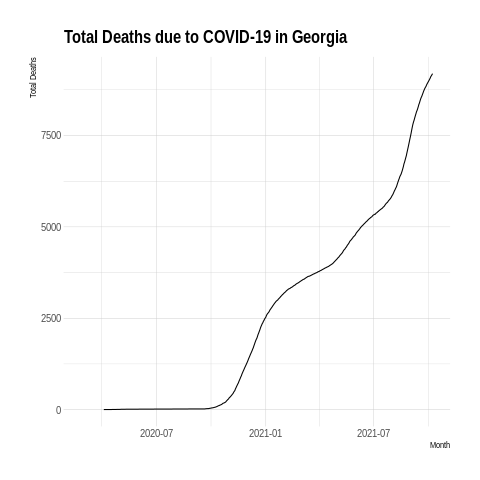 Total Deaths due to COVID-19 in Georgia
Total Deaths
7500
5000
2500
0
2020-07
2021-01
2021-07
Month